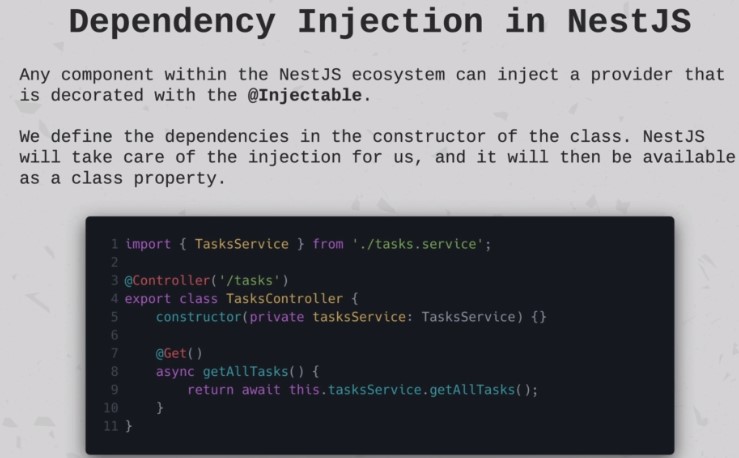 Dependency Injection in NestJS
Any component within the NestJS ecosystem can inject a provider that
is decorated with the @Injectable.
We define the dependencies in the constructor of the class. NestJS
will take care of the injection for us, and it will then be available
as a class property.
1 import { TasksService } from './tasks.service';
2
3 @Controller('/tasks')
4 export class TasksController {
5     constructor(private tasksService: TasksService) {}
6
7     @Get()
8     async getAllTasks() {
9         return await this.tasksService.getAllTasks();
10     }
11 }